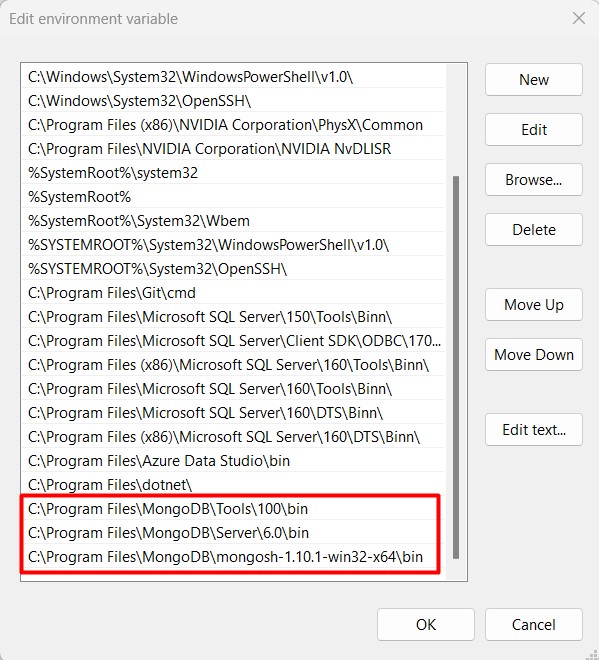 Edit environment variable
C:\Windows\System32\WindowsPowerShell\v1.0\
C:\Windows\System32\OpenSSH\
C:\Program Files (x86)\NVIDIA Corporation\PhysX\Common
C:\Program Files\NVIDIA Corporation\NVIDIA NvDLISR
%SystemRoot%\system32
%SystemRoot%
%SystemRoot%\System32\Wbem
%SYSTEMROOT%\System32\WindowsPowerShell\v1.0\
%SYSTEMROOT%\System32\OpenSSH\
C:\Program Files\Git\cmd
C:\Program Files\Microsoft SQL Server\150\Tools\Binn\
C:\Program Files\Microsoft SQL Server\Client SDK\ODBC\170...
C:\Program Files (x86)\Microsoft SQL Server\160\Tools\Binn\
C:\Program Files\Microsoft SQL Server\160\Tools\Binn\
C:\Program Files\Microsoft SQL Server\160\DTS\Binn\
C:\Program Files (x86)\Microsoft SQL Server\160\DTS\Binn\
C:\Program Files\Azure Data Studio\bin
C:\Program Files\dotnet\
C:\Program Files\MongoDB\Tools\100\bin
C:\Program Files\MongoDB\Server\6.0\bin
C:\Program Files\MongoDB\mongosh-1.10.1-win32-x64\bin
New
Edit
Browse...
Delete
Move Up
Move Down
Edit text...
OK
Cancel